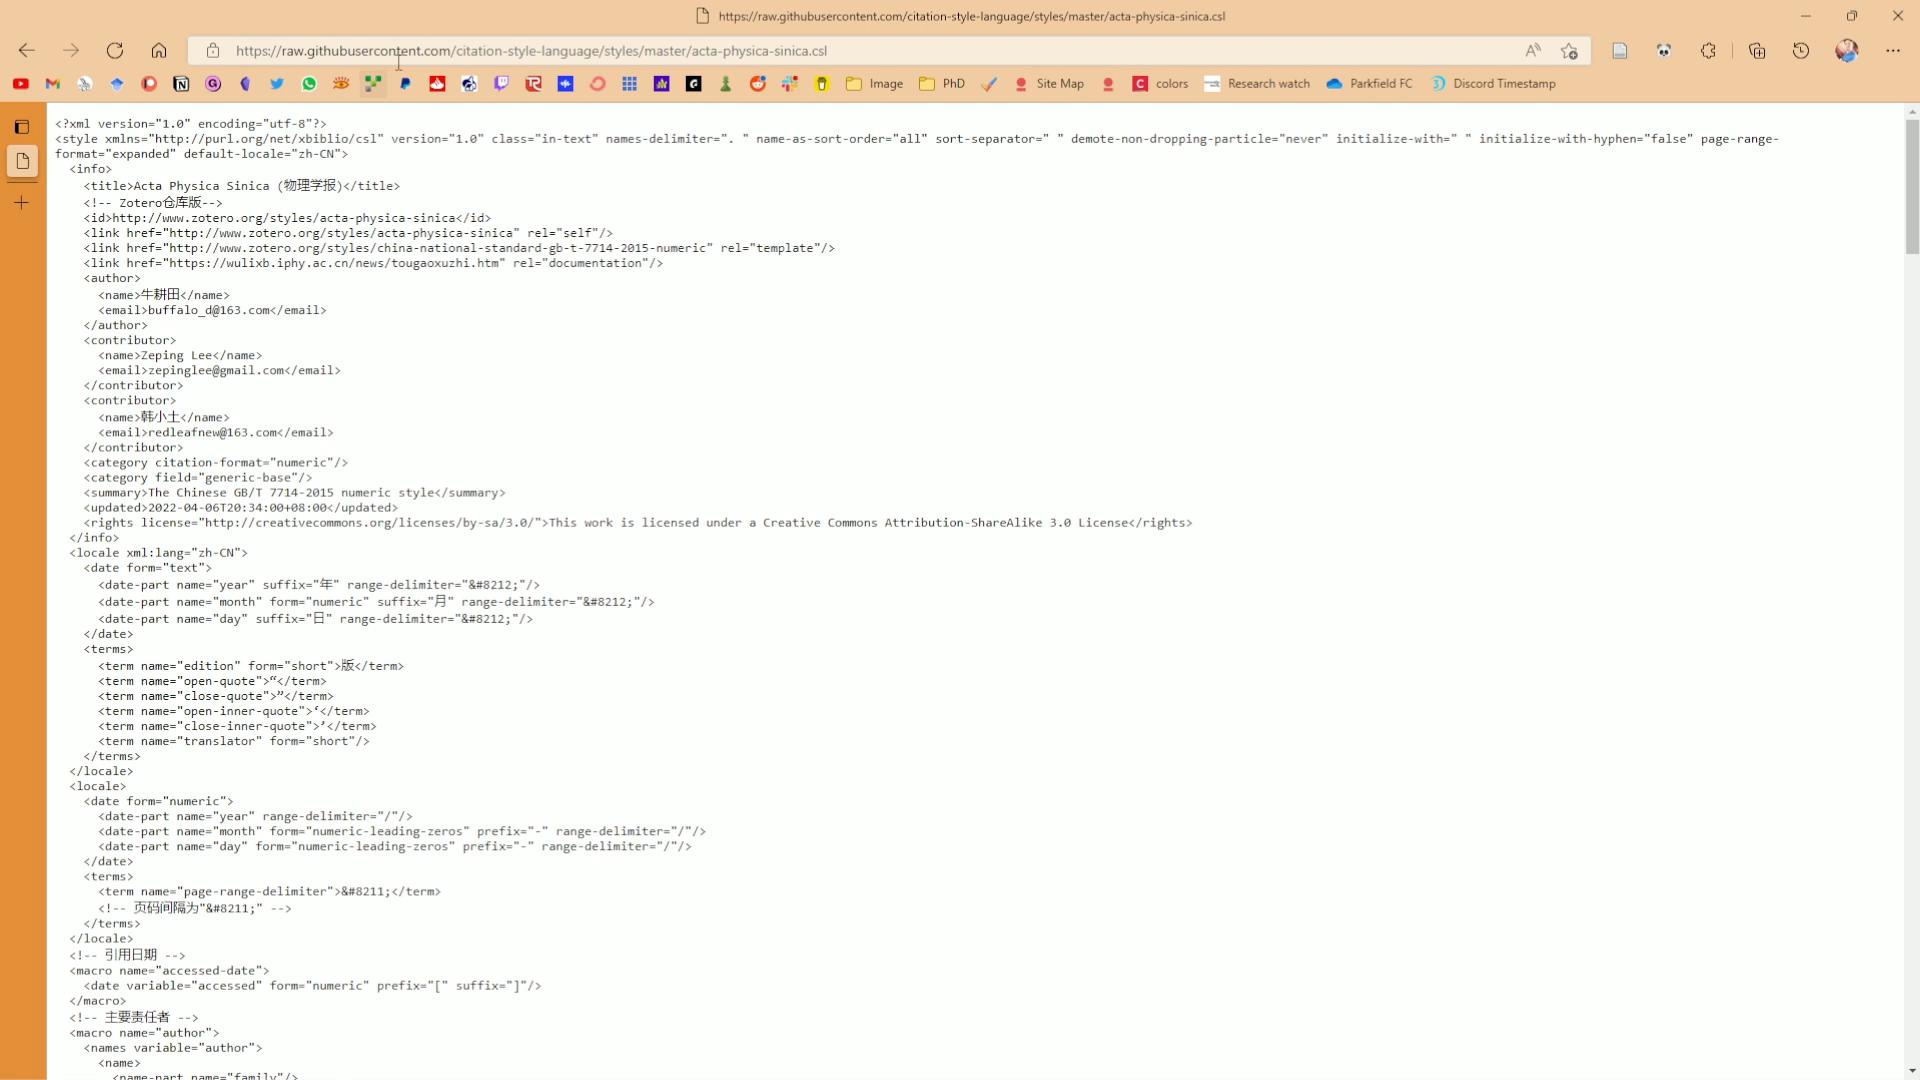 https://raw.githubusercontent.com/citation-style-language/styles/master/acta-physica-sinica.csl
https://raw.githubusercontent.com/citation-style-language/styles/master/acta-physica-sinica.csl
Image PhD Site Map colors Research watch Parkfield FC Discord Timestamp
<?xml version="1.0" encoding="utf-8"?>
<style xmlns="http://purl.org/net/xbiblio/csl" version="1.0" class="in-text" names-delimiter=". " name-as-sort-order="all" sort-separator=" " demote-non-dropping-particle="never" initialize-with=" " initialize-with-hyphen="false" page-range-
format="expanded" default-locale="zh-CN">
<info>
<title>Acta Physica Sinica (物理学报)</title>
<!-- Zotero仓库版-->
<id>http://www.zotero.org/styles/acta-physica-sinica</id>
<link href="http://www.zotero.org/styles/acta-physica-sinica" rel="self"/>
<link href="http://www.zotero.org/styles/china-national-standard-gb-t-7714-2015-numeric" rel="template"/>
<link href="https://wulixb.iphy.ac.cn/news/tougaoxuzhi.htm" rel="documentation"/>
<author>
<name>牛耕田</name>
<email>buffalo_d@163.com</email>
</author>
<contributor>
<name>Zeping Lee</name>
<email>zepinglee@gmail.com</email>
</contributor>
<contributor>
<name>韩小土</name>
<email>redleafnew@163.com</email>
</contributor>
<category citation-format="numeric"/>
<category field="generic-base"/>
<summary>The Chinese GB/T 7714-2015 numeric style</summary>
<updated>2022-04-06T20:34:00+08:00</updated>
<rights license="http://creativecommons.org/licenses/by-sa/3.0/">This work is licensed under a Creative Commons Attribution-ShareAlike 3.0 License</rights>
</info>
<locale xml:lang="zh-CN">
<date form="text">
<date-part name="year" suffix="年" range-delimiter="&#8212;"/>
<date-part name="month" form="numeric" suffix="月" range-delimiter="&#8212;"/>
<date-part name="day" suffix="日" range-delimiter="&#8212;"/>
</date>
<terms>
<term name="edition" form="short">版</term>
<term name="open-quote">“</term>
<term name="close-quote">”</term>
<term name="open-inner-quote">‘</term>
<term name="close-inner-quote">’</term>
<term name="translator" form="short"/>
</terms>
</locale>
<locale>
<date form="numeric">
<date-part name="year" range-delimiter="/"/>
<date-part name="month" form="numeric-leading-zeros" prefix="-" range-delimiter="/"/>
<date-part name="day" form="numeric-leading-zeros" prefix="-" range-delimiter="/"/>
</date>
<terms>
<term name="page-range-delimiter">&#8211;</term>
<!-- 页码间隔为"&#8211;" -->
</terms>
</locale>
<!-- 引用日期 -->
<macro name="accessed-date">
<date variable="accessed" form="numeric" prefix="[" suffix="]"/>
</macro>
<!-- 主要责任者 -->
<macro name="author">
<names variable="author">
<name>
<name-part name="family"/>